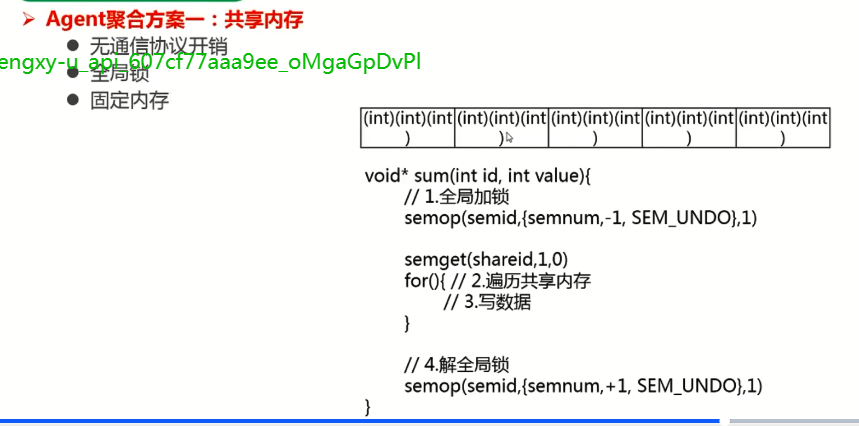 ➢ Agent聚合方案一：共享内存
● 无通信协议开销
engxy-u_api_607cf77aaa9ee_oMgaGpDvPl
● 全局锁
● 固定内存
(int)(int)(int) (int)(int)(int) (int)(int)(int) (int)(int)(int) (int)(int)(int)
void* sum(int id, int value){
// 1.全局加锁
semop(semid,{semnum,-1, SEM_UNDO},1)
semget(shareid,1,0)
for(){ // 2.遍历共享内存
// 3.写数据
}
// 4.解全局锁
semop(semid,{semnum,+1, SEM_UNDO},1)
}